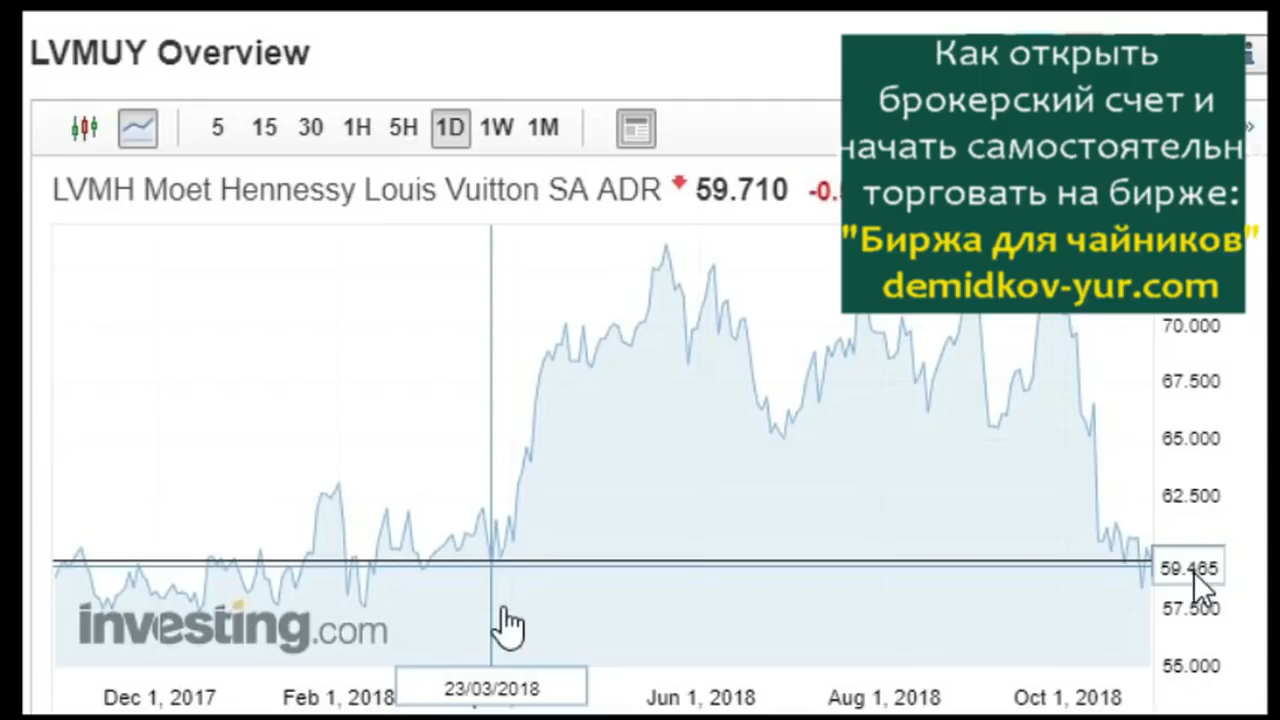 LVMUY Overview
Как открыть
брокерский счет и
начать самостоятельн
торговать на бирже:
"Биржа для чайников"
demidkov-yur.com
5 15 30 1H 5H 1D 1W 1M
LVMH Moet Hennessy Louis Vuitton SA ADR 59.710
70.000
67.500
65.000
62.500
59.465
57.500
55.000
investing.com
23/03/2018
Dec 1, 2017 Feb 1, 2018 Jun 1, 2018 Aug 1, 2018 Oct 1, 2018